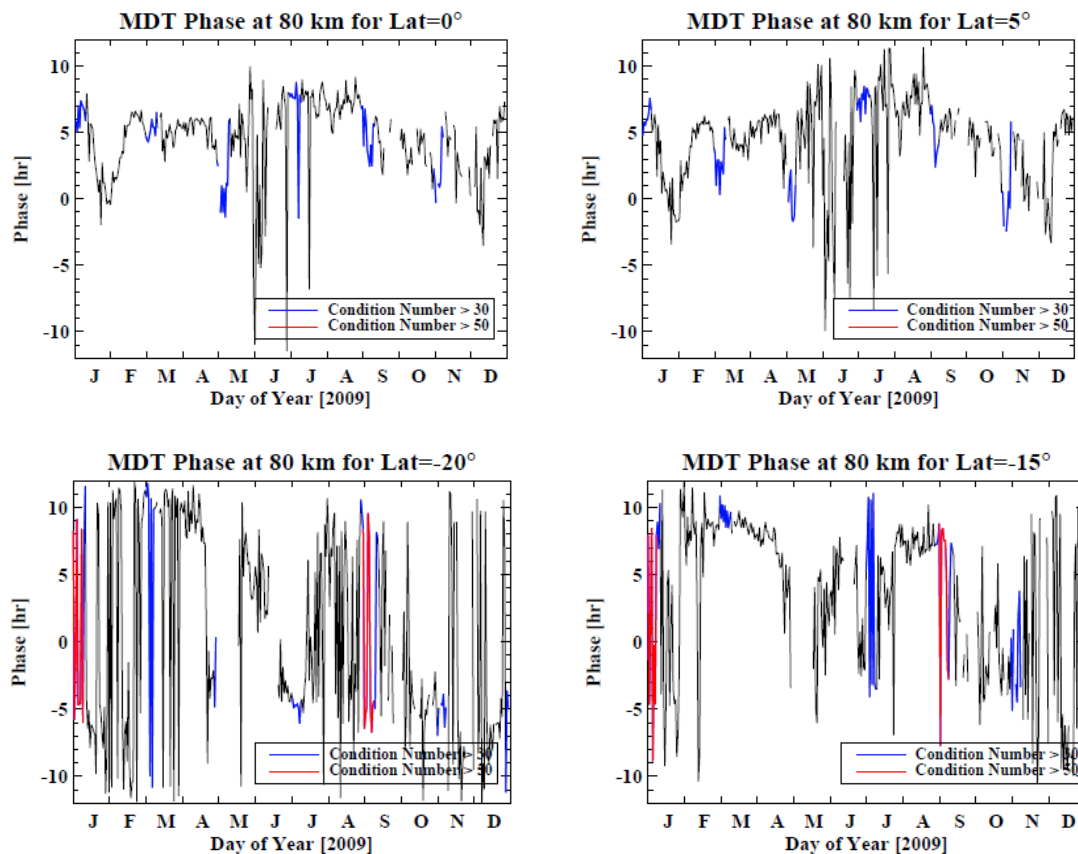 MDT Phase at 80 km for Lat=0°
10
5
0
-5
-10
Phase [hr]
Condition Number > 30
Condition Number > 50
J F M A M J J A S O N D
Day of Year [2009]
MDT Phase at 80 km for Lat=5°
10
5
0
-5
-10
Phase [hr]
Condition Number > 30
Condition Number > 50
J F M A M J J A S O N D
Day of Year [2009]
MDT Phase at 80 km for Lat=-20°
10
5
0
-5
-10
Phase [hr]
Condition Number > 30
Condition Number > 50
J F M A M J J A S O N D
Day of Year [2009]
MDT Phase at 80 km for Lat=-15°
10
5
0
-5
-10
Phase [hr]
Condition Number > 30
Condition Number > 50
J F M A M J J A S O N D
Day of Year [2009]